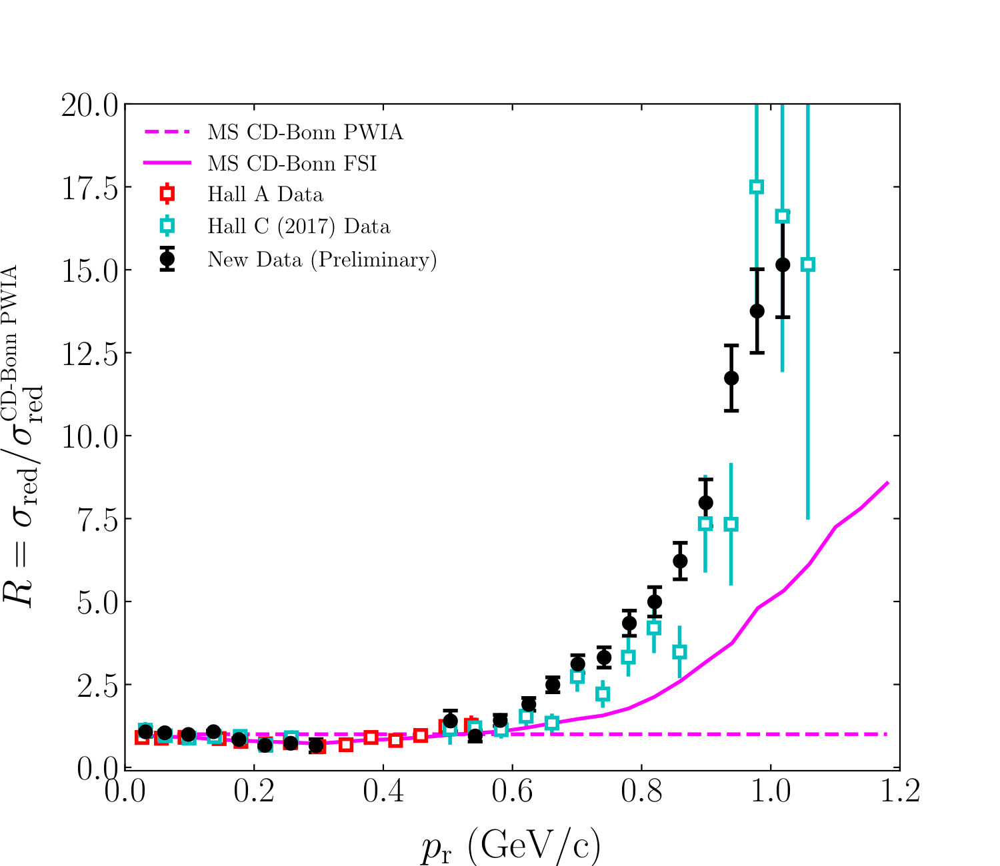 20.0
17.5
15.0
12.5
10.0
7.5
5.0
2.5
0.0
R = σred/σred CD-Bonn PWIA
MS CD-Bonn PWIA
MS CD-Bonn FSI
Hall A Data
Hall C (2017) Data
New Data (Preliminary)
0.0 0.2 0.4 0.6 0.8 1.0 1.2
pr (GeV/c)